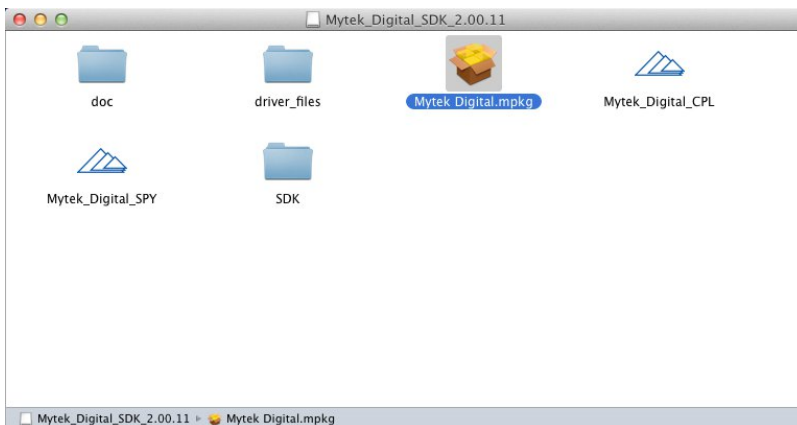 Mytek_Digital_SDK_2.00.11
doc
driver_files
Mytek Digital.mpkg
Mytek_Digital_CPL
Mytek_Digital_SPY
SDK
Mytek_Digital_SDK_2.00.11 ▸ Mytek Digital.mpkg